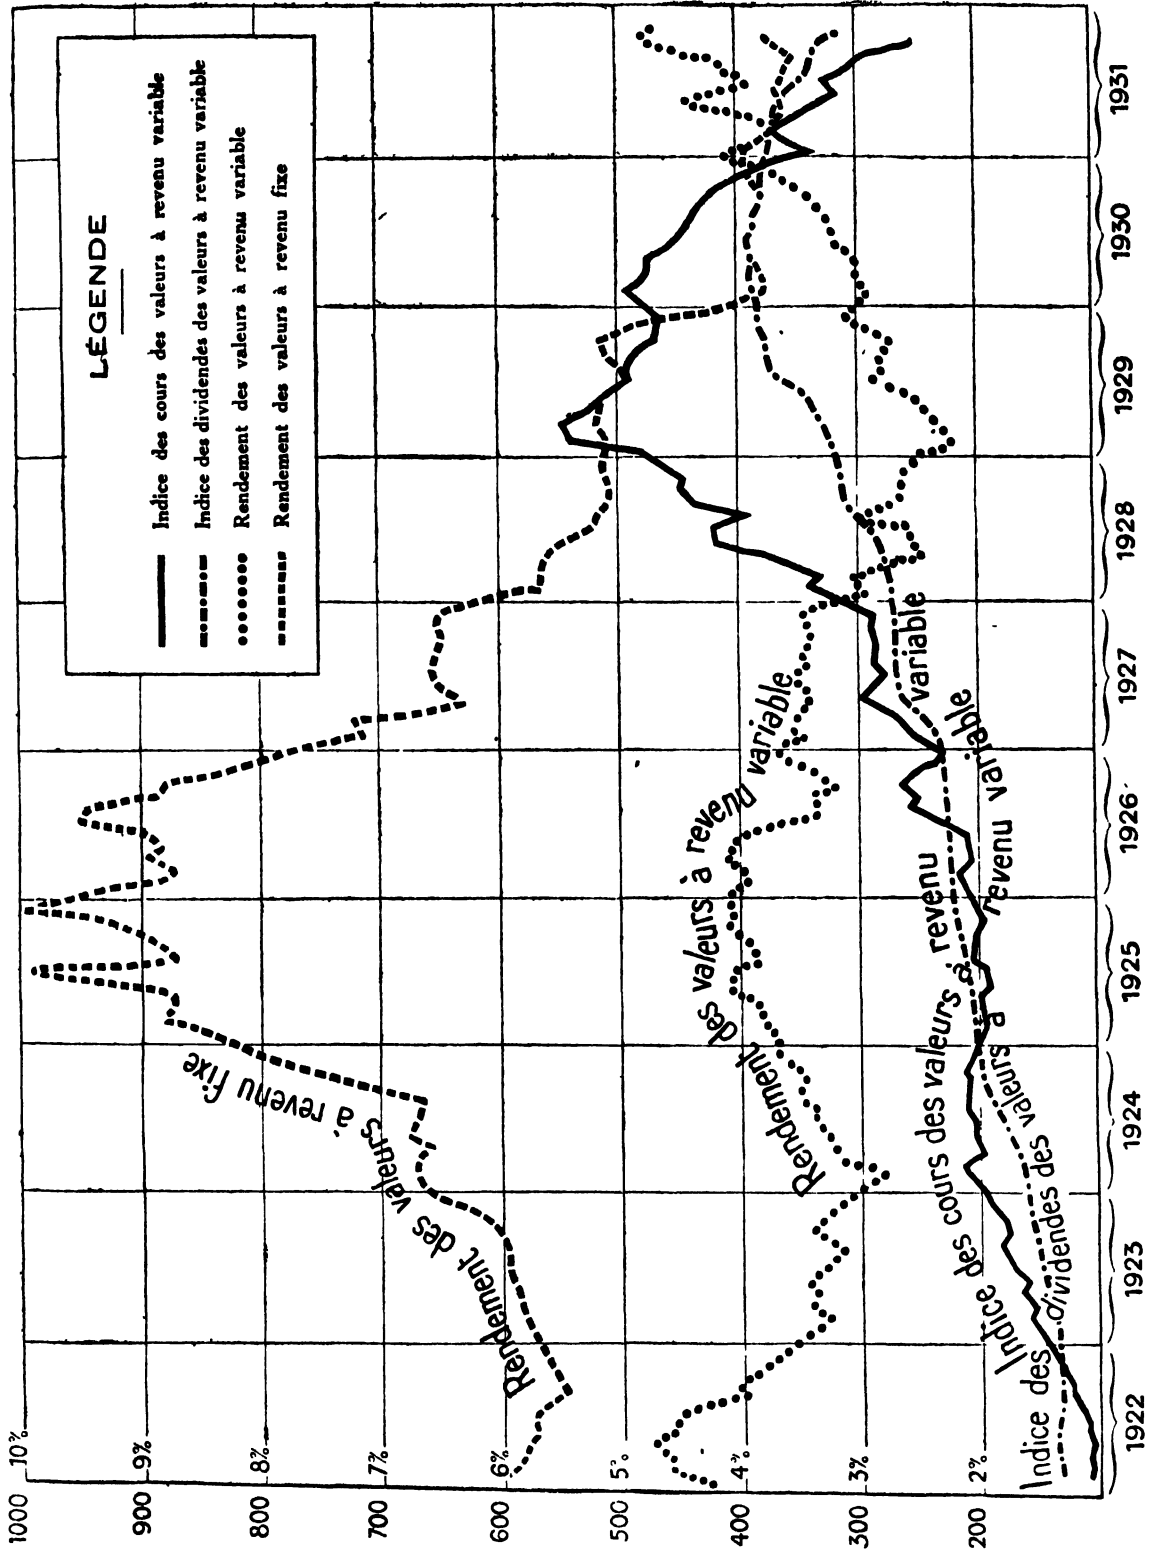 LÉGENDE
Indice des cours des valeurs à revenu variable
Indice des dividendes des valeurs à revenu variable
Rendement des valeurs à revenu variable
Rendement des valeurs à revenu fixe
1000 10%
900 9%
800 8%
700 7%
600 6%
500 5%
400 4%
300 3%
200 2%
Rendement des valeurs à revenu fixe
Rendement des valeurs à revenu variable
Indice des cours des valeurs à revenu variable
Indice des dividendes des valeurs à revenu variable
1922 1923 1924 1925 1926 1927 1928 1929 1930 1931